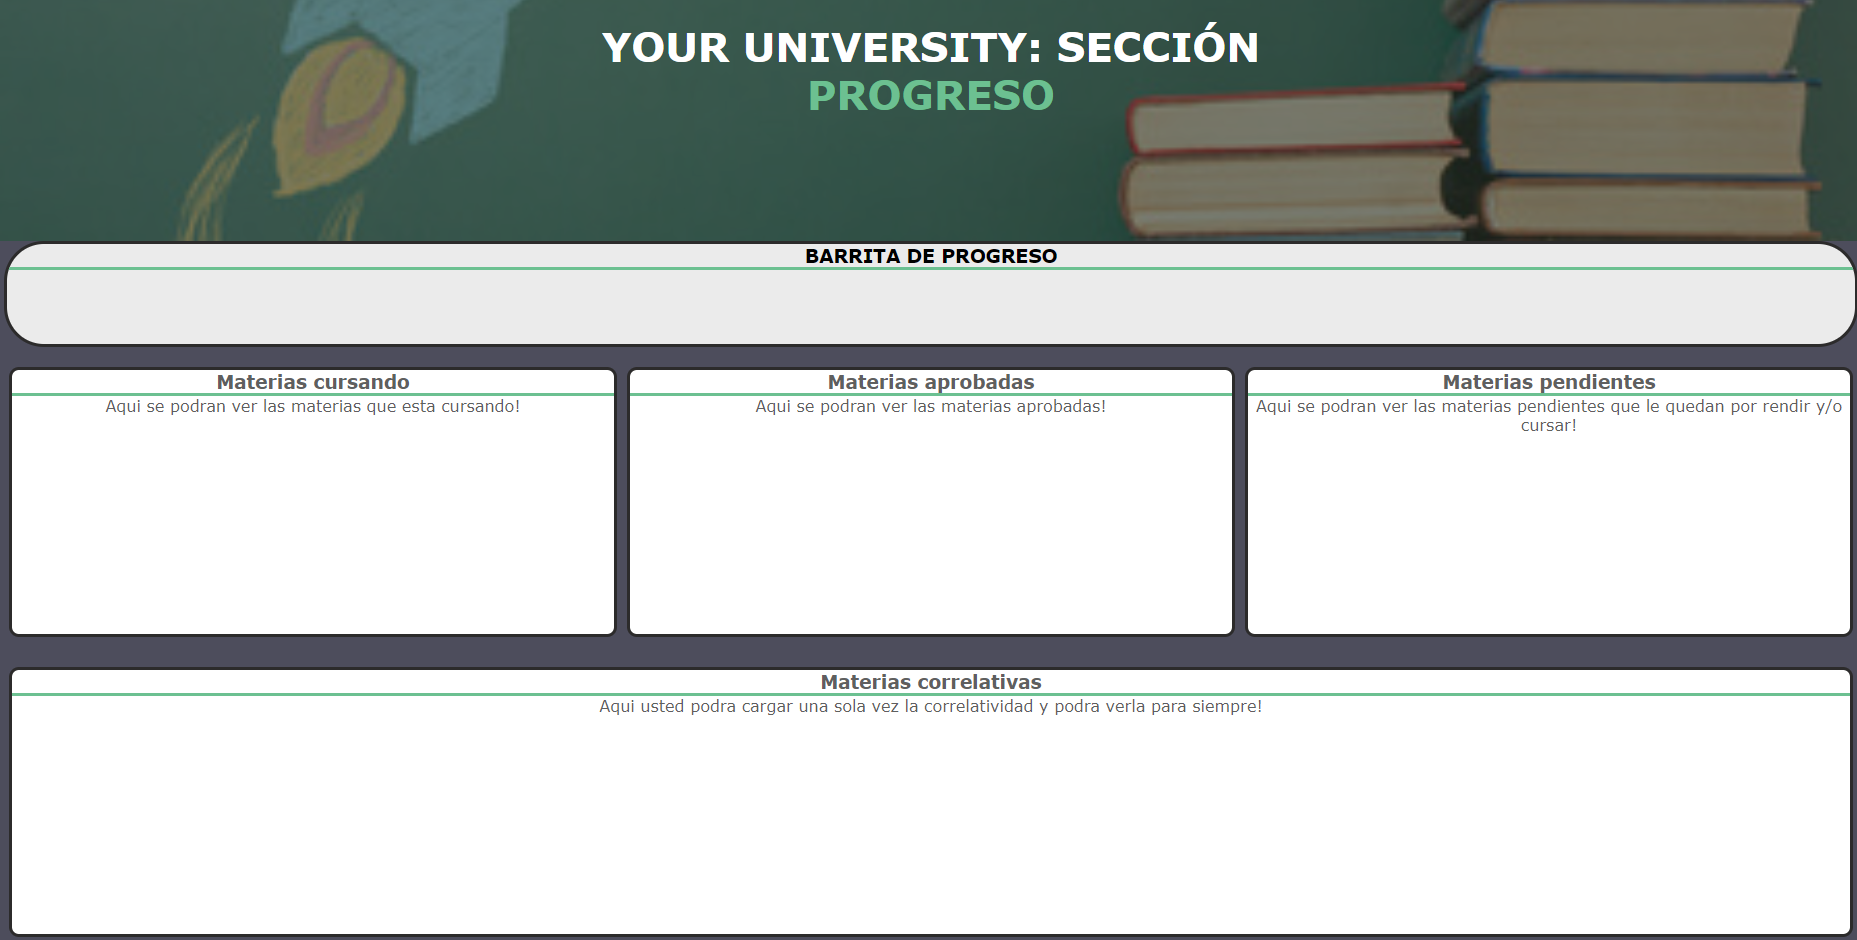 YOUR UNIVERSITY: SECCIÓN
PROGRESO
BARRITA DE PROGRESO
Materias cursando
Aqui se podran ver las materias que esta cursando!
Materias aprobadas
Aqui se podran ver las materias aprobadas!
Materias pendientes
Aqui se podran ver las materias pendientes que le quedan por rendir y/o
cursar!
Materias correlativas
Aqui usted podra cargar una sola vez la correlatividad y podra verla para siempre!